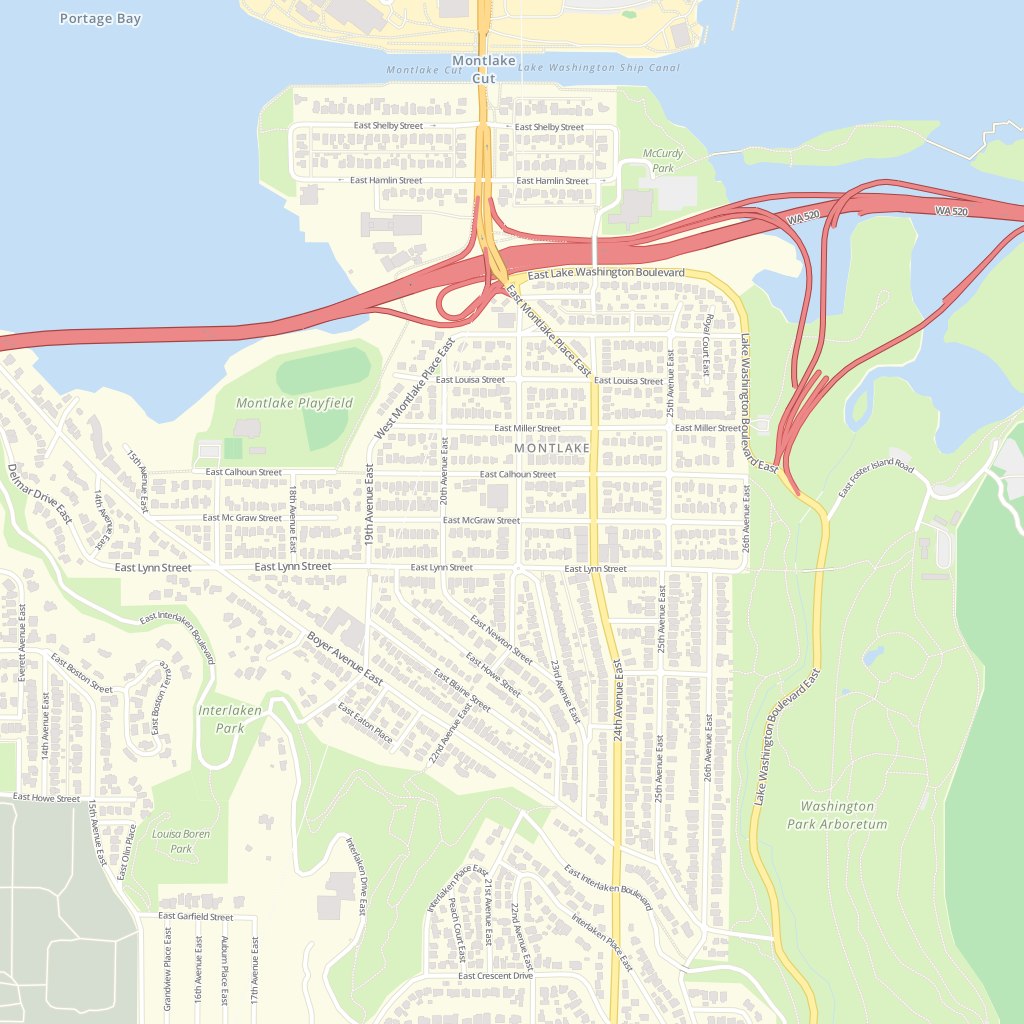 Portage Bay
Montlake
Cut
Montlake Cut
Lake Washington Ship Canal
East Shelby Street
East Shelby Street
McCurdy
Park
East Hamlin Street
East Hamlin Street
WA 520
WA 520
East Lake Washington Boulevard
East Montlake Place East
Royal Court East
West Montlake Place East
Lake Washington Boulevard East
25th Avenue East
East Louisa Street
East Louisa Street
Montlake Playfield
East Miller Street
East Miller Street
MONTLAKE
15th Avenue East
20th Avenue East
East Calhoun Street
East Calhoun Street
East Foster Island Road
Delmar Drive East
14th Avenue East
18th Avenue East
19th Avenue East
26th Avenue East
East Mc Graw Street
East McGraw Street
East Lynn Street
East Lynn Street
East Lynn Street
East Lynn Street
East Interlaken Boulevard
Everett Avenue East
25th Avenue East
East Newton Street
Boyer Avenue East
East Boston Street
East Boston Terrace
East Howe Street
23rd Avenue East
24th Avenue East
East Blaine Street
Lake Washington Boulevard East
14th Avenue East
Interlaken
Park
East Eaton Place
22nd Avenue East
25th Avenue East
26th Avenue East
East Howe Street
15th Avenue East
East Olin Place
Louisa Boren
Park
Washington
Park Arboretum
Interlaken Drive East
Interlaken Place East
East Interlaken Boulevard
21st Avenue East
22nd Avenue East
Peach Court East
Interlaken Place East
East Garfield Street
Grandview Place East
16th Avenue East
Auburn Place East
17th Avenue East
East Crescent Drive